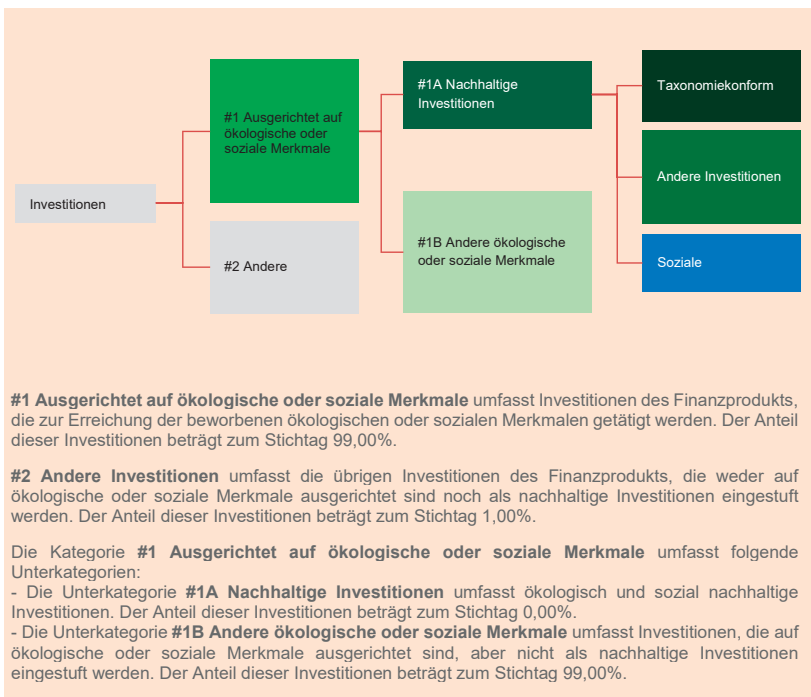 Investitionen
#1 Ausgerichtet auf
ökologische oder
soziale Merkmale
#2 Andere
#1A Nachhaltige
Investitionen
#1B Andere ökologische
oder soziale Merkmale
Taxonomiekonform
Andere Investitionen
Soziale
#1 Ausgerichtet auf ökologische oder soziale Merkmale umfasst Investitionen des Finanzprodukts,
die zur Erreichung der beworbenen ökologischen oder sozialen Merkmalen getätigt werden. Der Anteil
dieser Investitionen beträgt zum Stichtag 99,00%.
#2 Andere Investitionen umfasst die übrigen Investitionen des Finanzprodukts, die weder auf
ökologische oder soziale Merkmale ausgerichtet sind noch als nachhaltige Investitionen eingestuft
werden. Der Anteil dieser Investitionen beträgt zum Stichtag 1,00%.
Die Kategorie #1 Ausgerichtet auf ökologische oder soziale Merkmale umfasst folgende
Unterkategorien:
- Die Unterkategorie #1A Nachhaltige Investitionen umfasst ökologisch und sozial nachhaltige
Investitionen. Der Anteil dieser Investitionen beträgt zum Stichtag 0,00%.
- Die Unterkategorie #1B Andere ökologische oder soziale Merkmale umfasst Investitionen, die auf
ökologische oder soziale Merkmale ausgerichtet sind, aber nicht als nachhaltige Investitionen
eingestuft werden. Der Anteil dieser Investitionen beträgt zum Stichtag 99,00%.